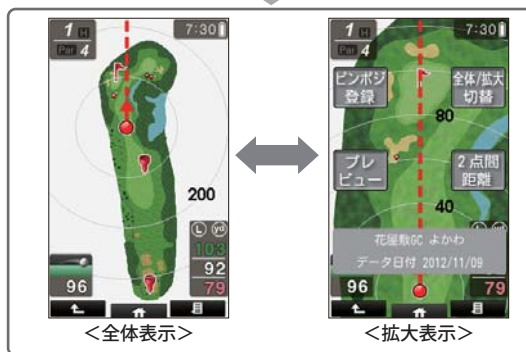 1 H
Par 4
7:30
200
L yd
103
92
79
96
<全体表示>
1 H
Par 4
7:30
ピンポジ
登録
全体/拡大
切替
80
プレ
ビュー
2点間
距離
40
花屋敷GC よかわ
データ日付 2012/11/09
96
79
<拡大表示>